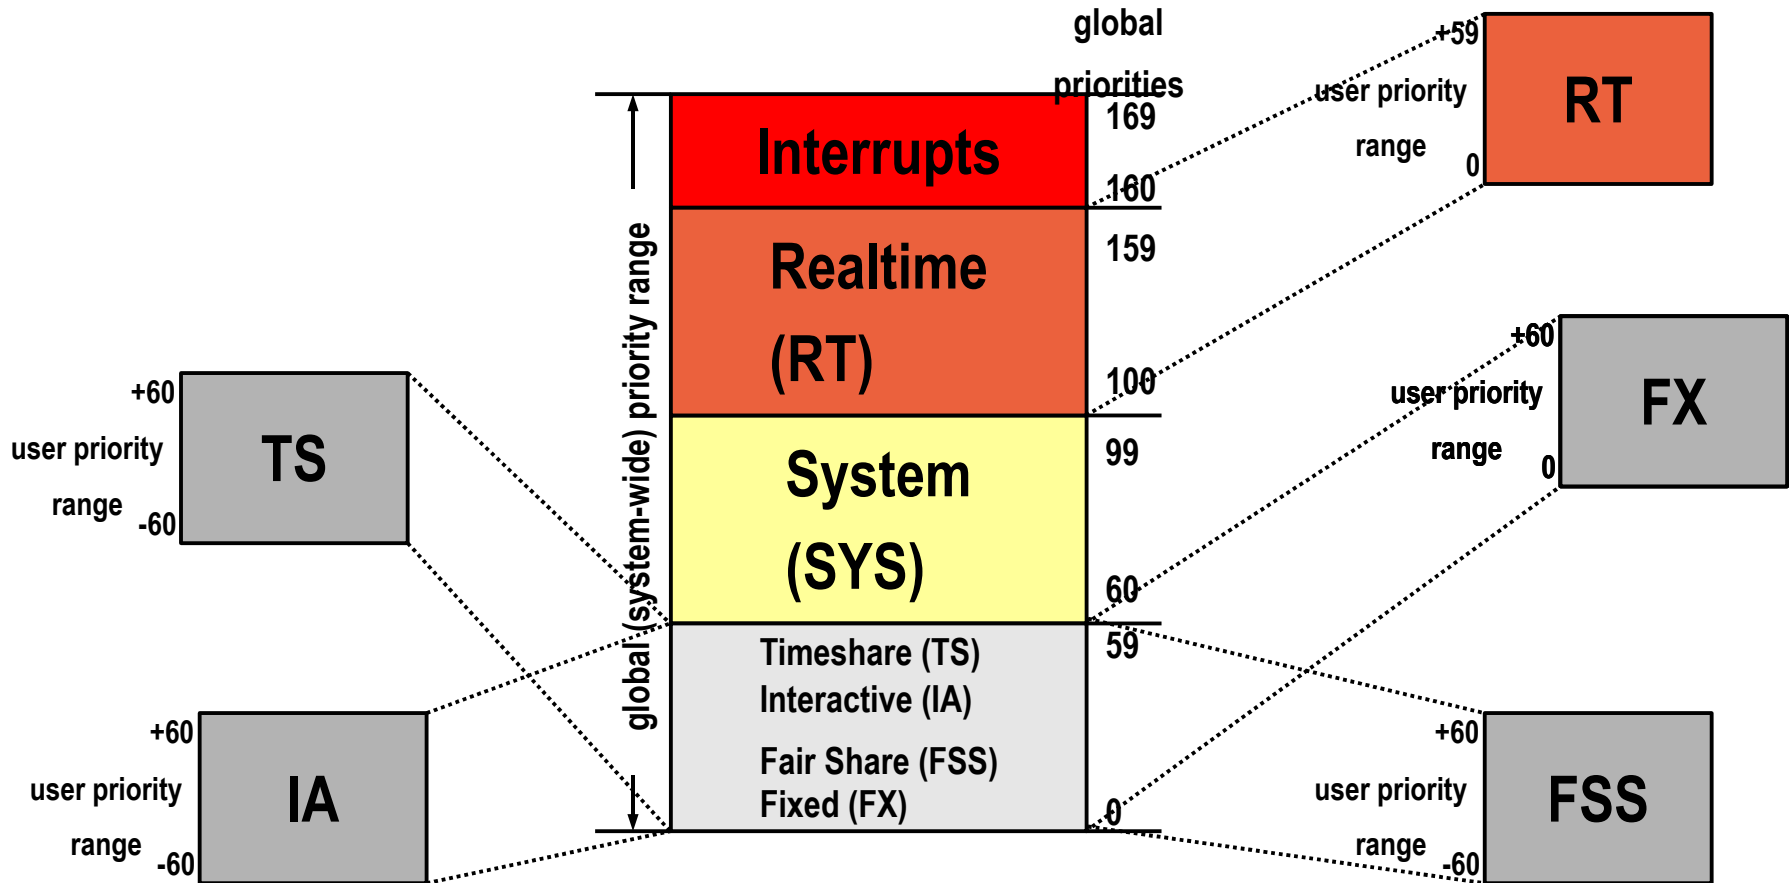 global
priorities
169
Interrupts
160
159
Realtime
(RT)
100
99
System
(SYS)
60
59
Timeshare (TS)
Interactive (IA)
Fair Share (FSS)
Fixed (FX)
0
global (system-wide) priority range
+60
user priority
range
-60
TS
+60
user priority
range
-60
IA
+59
user priority
range
0
RT
+60
user priority
range
0
FX
+60
user priority
range
-60
FSS